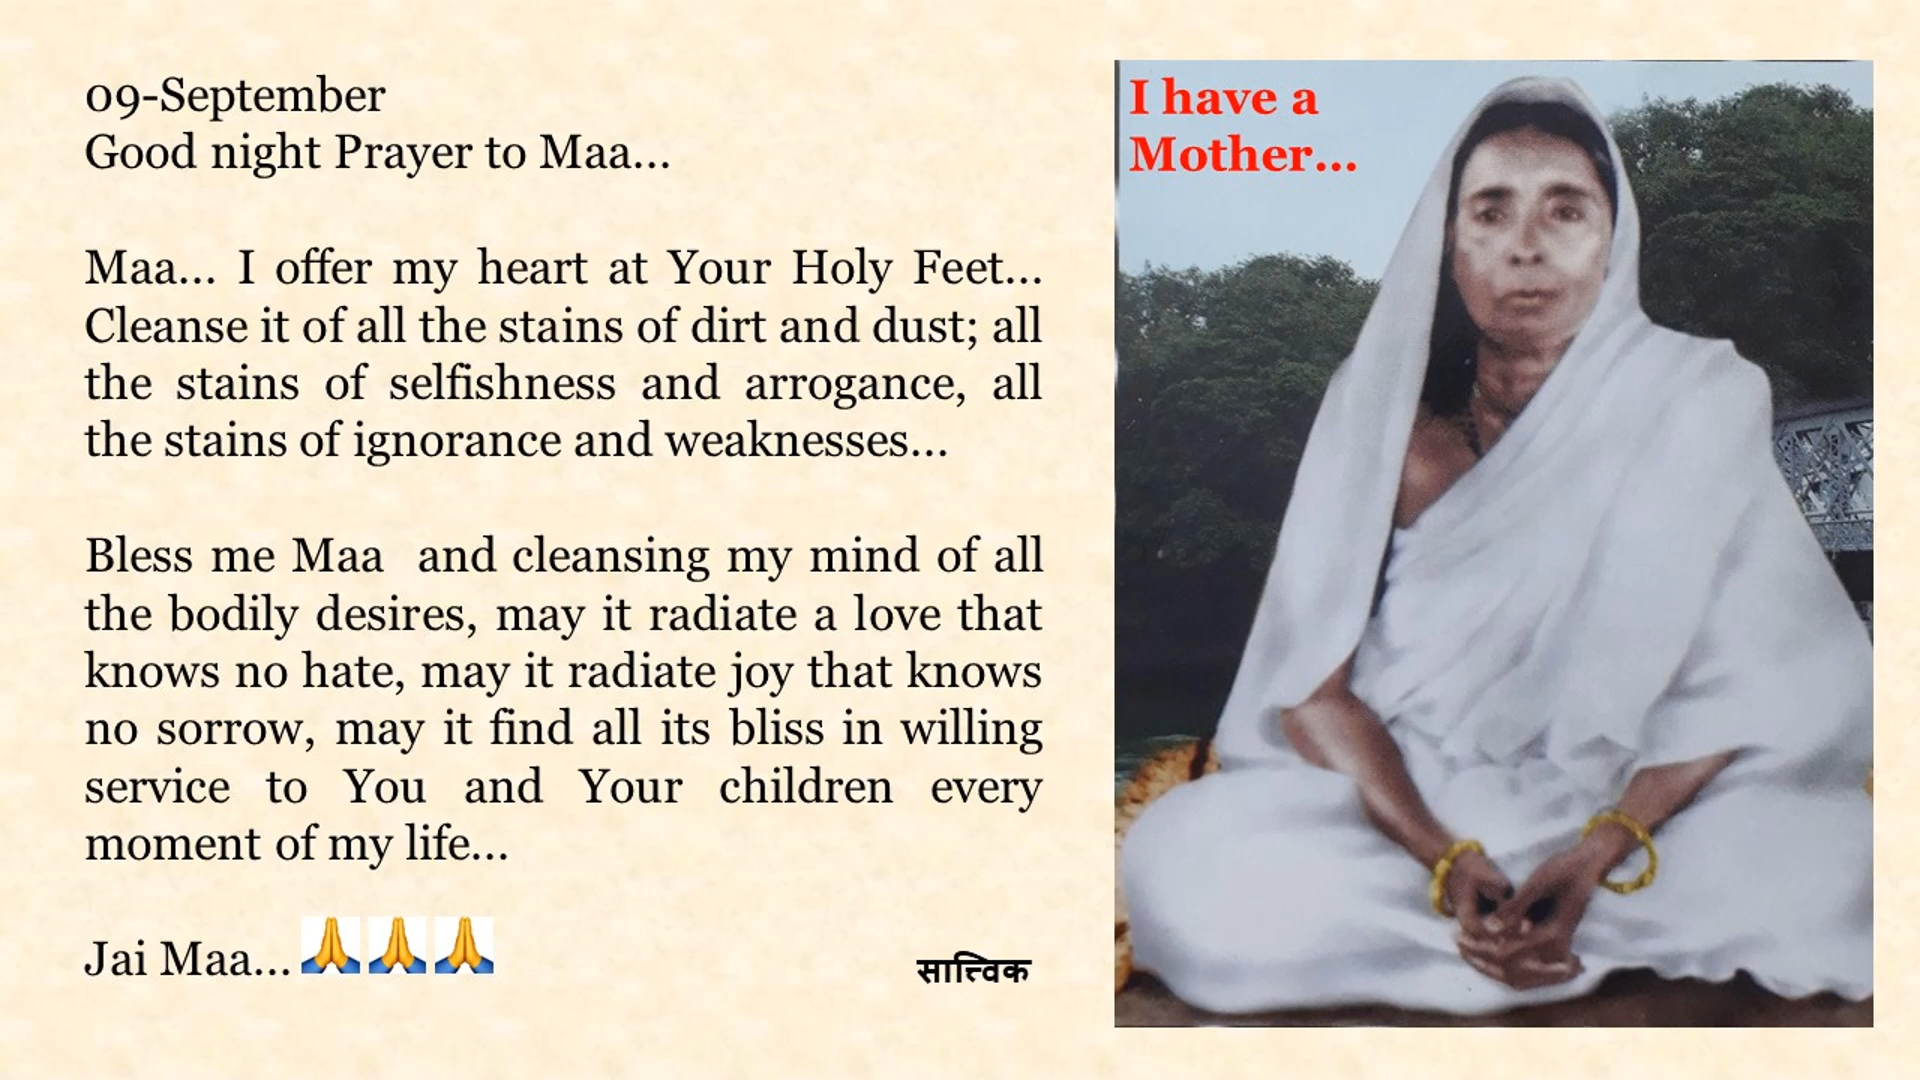 09-September
Good night Prayer to Maa...
Maa... I offer my heart at Your Holy Feet...
Cleanse it of all the stains of dirt and dust; all
the stains of selfishness and arrogance, all
the stains of ignorance and weaknesses...
Bless me Maa  and cleansing my mind of all
the bodily desires, may it radiate a love that
knows no hate, may it radiate joy that knows
no sorrow, may it find all its bliss in willing
service to You and Your children every
moment of my life...
Jai Maa... 🙏🙏🙏
सात्त्विक
I have a
Mother...